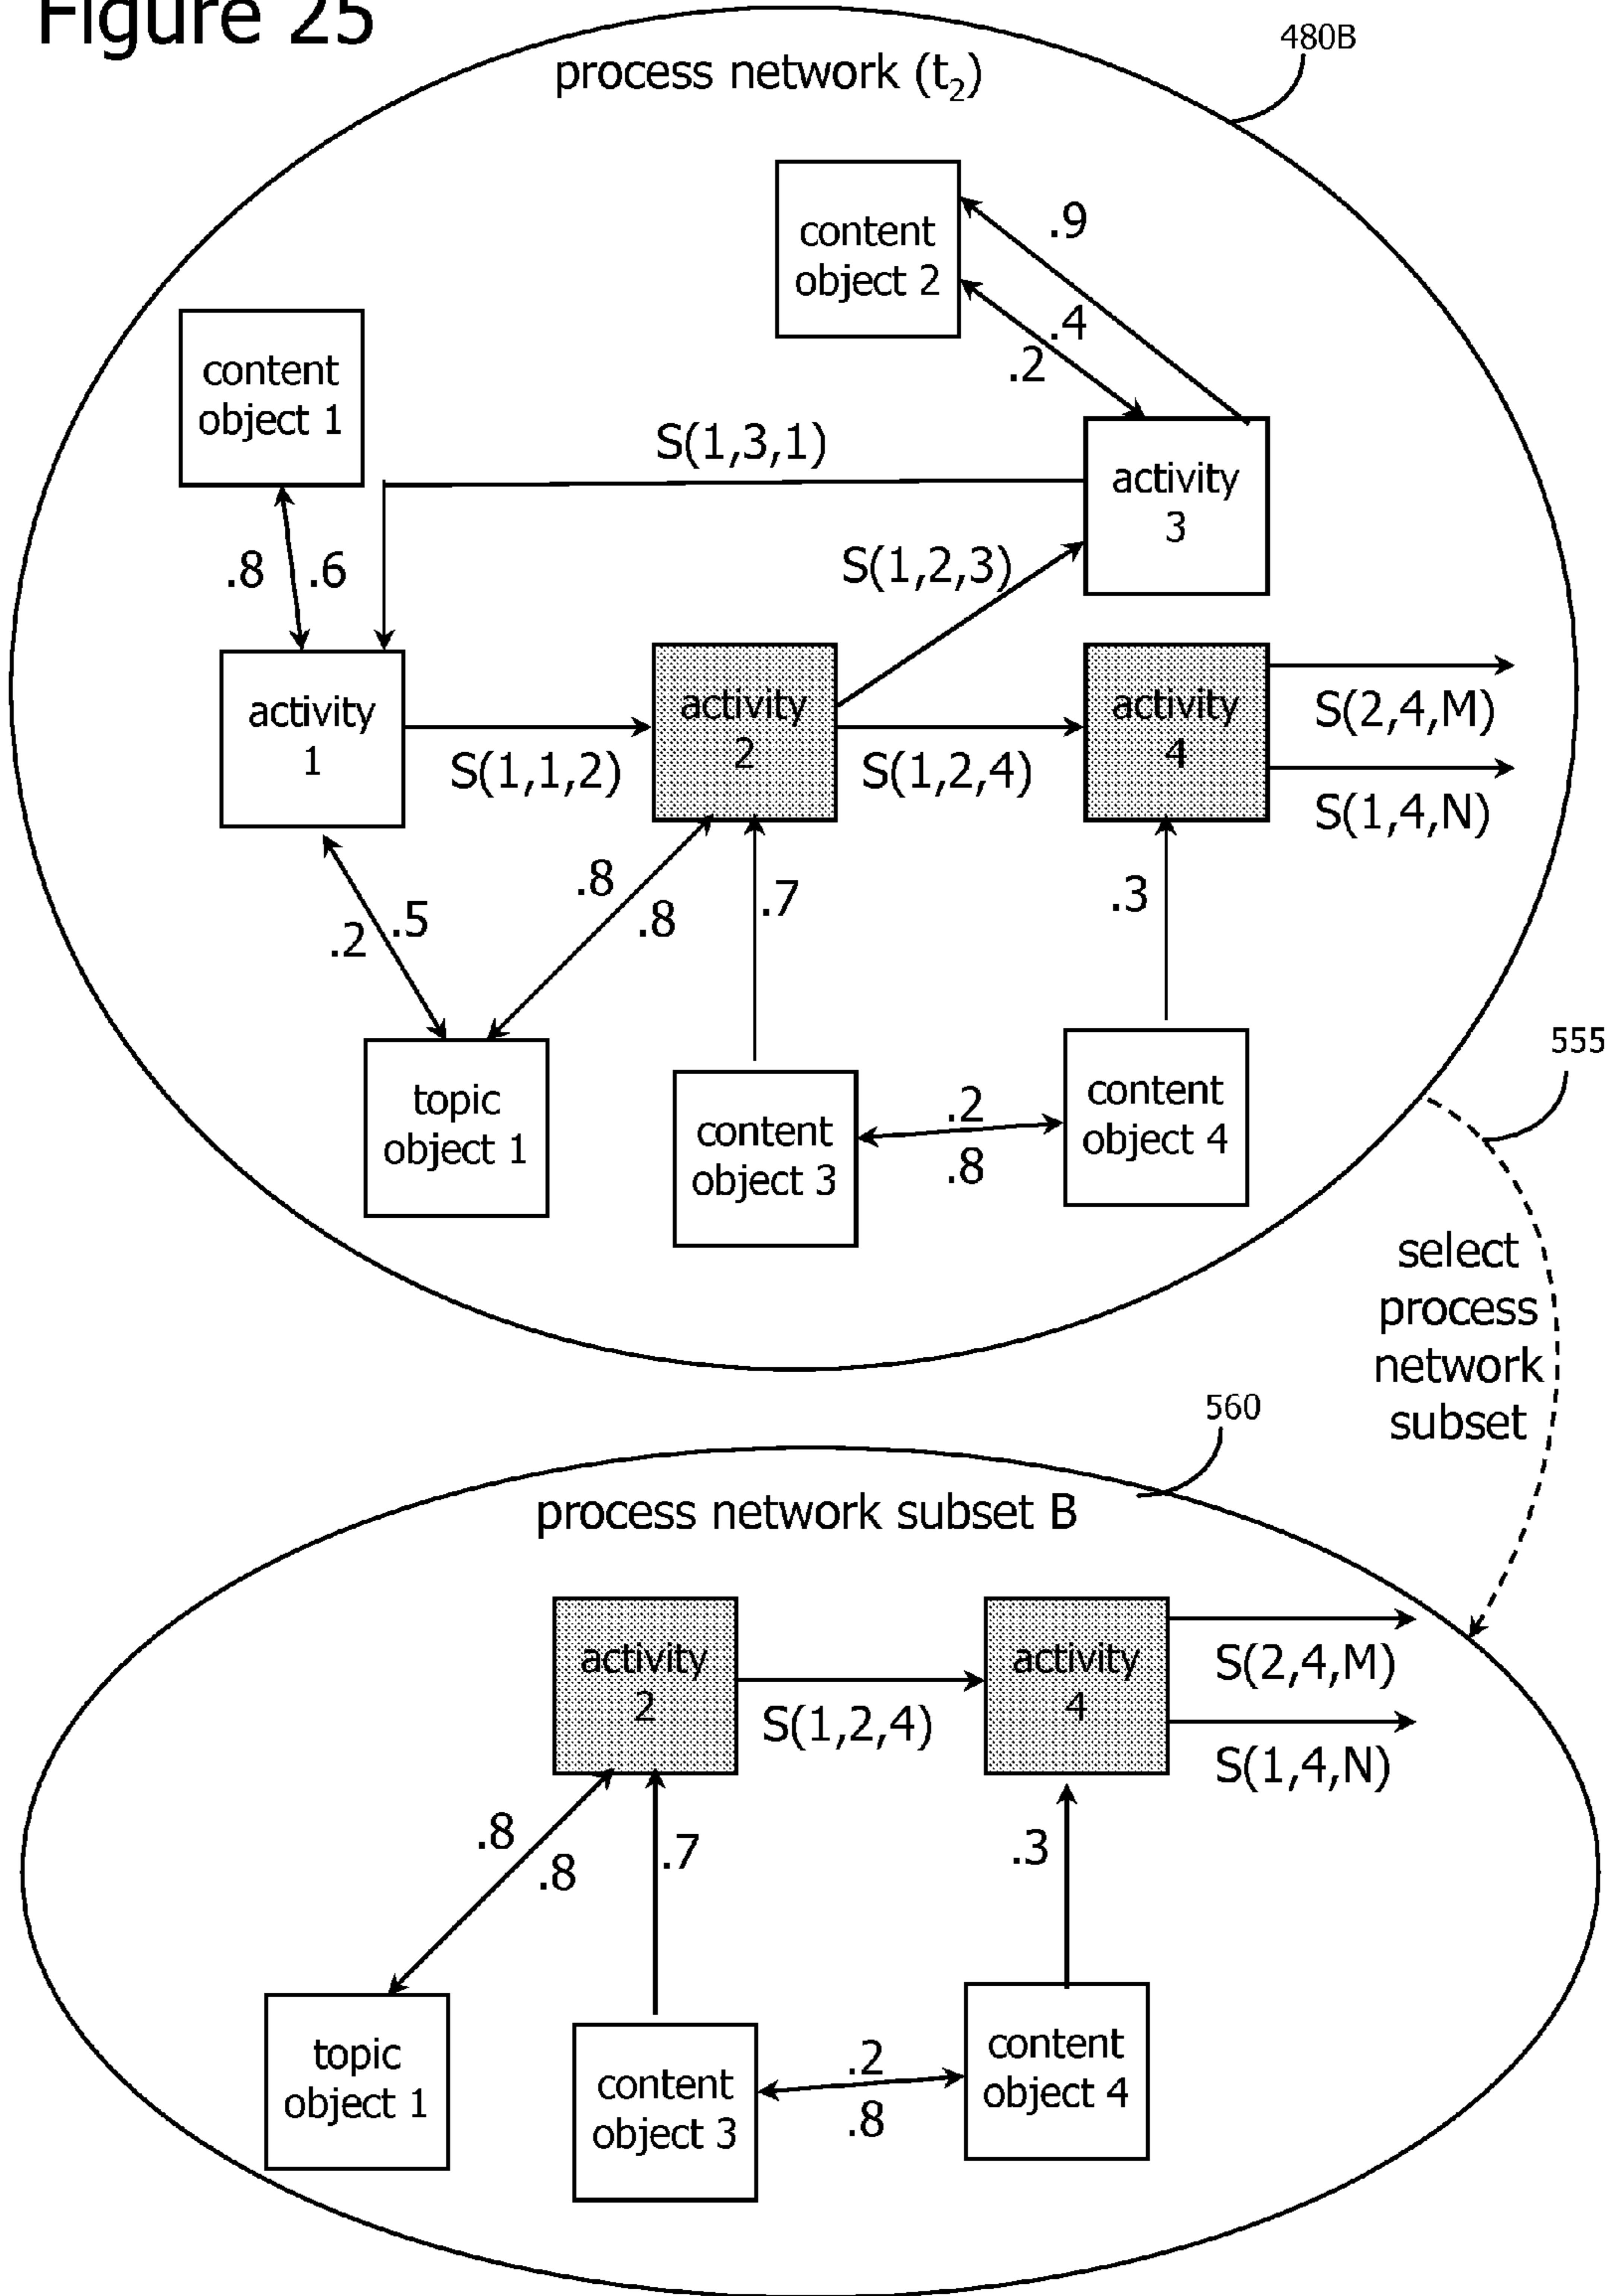 Figure 25
480B
process network (t2)
content
object 2
.9
.4
.2
content
object 1
S(1,3,1)
activity
3
.8
.6
S(1,2,3)
activity
1
S(1,1,2)
activity
2
S(1,2,4)
activity
4
S(2,4,M)
S(1,4,N)
.2
.5
.8
.8
.7
.3
topic
object 1
content
object 3
.2
.8
content
object 4
555
select
process
network
subset
560
process network subset B
activity
2
S(1,2,4)
activity
4
S(2,4,M)
S(1,4,N)
.8
.8
.7
.3
topic
object 1
content
object 3
.2
.8
content
object 4